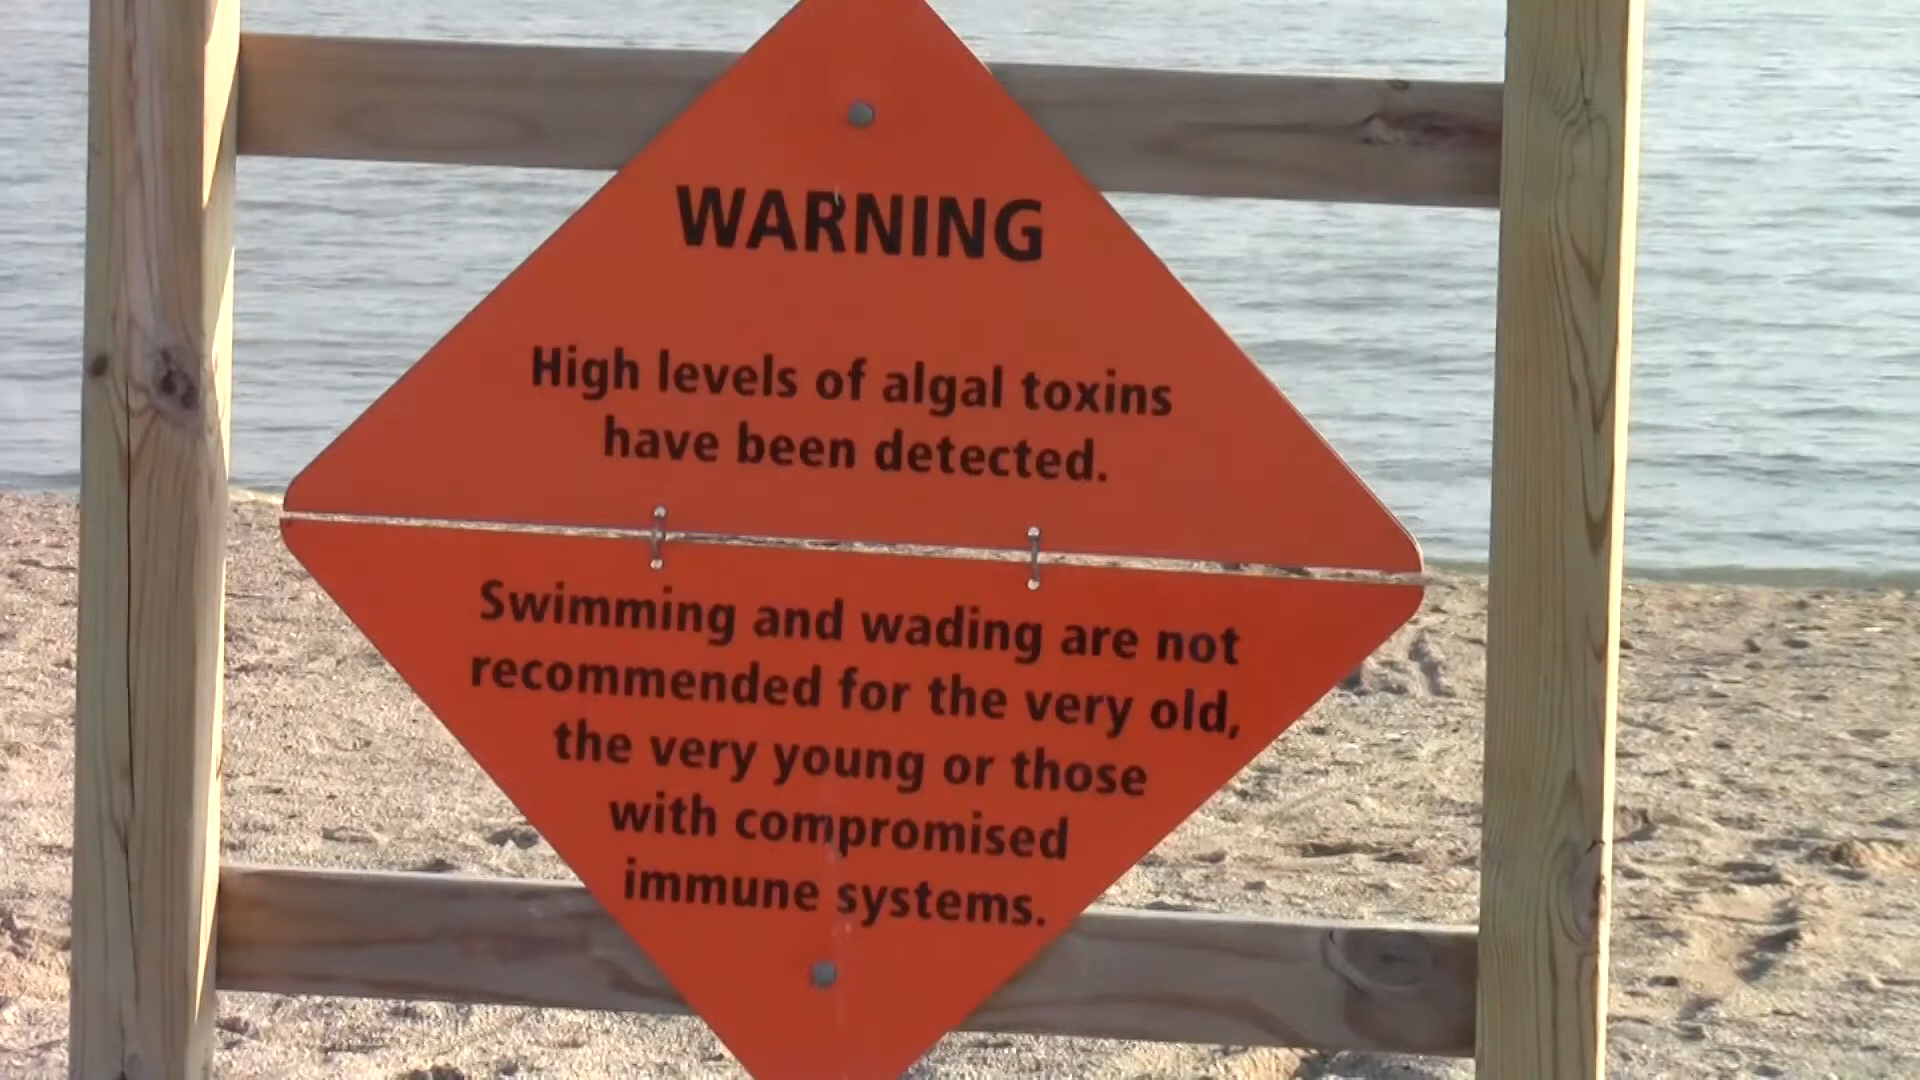 WARNING
High levels of algal toxins
have been detected.
Swimming and wading are not
recommended for the very old,
the very young or those
with compromised
immune systems.